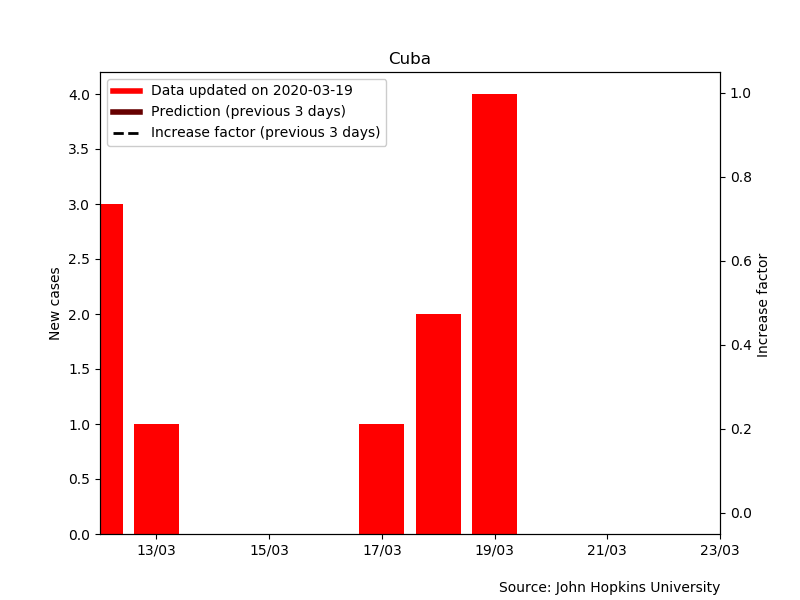 Cuba
Data updated on 2020-03-19
Prediction (previous 3 days)
Increase factor (previous 3 days)
4.0
3.5
3.0
2.5
2.0
1.5
1.0
0.5
0.0
New cases
1.0
0.8
0.6
0.4
0.2
0.0
Increase factor
13/03 15/03 17/03 19/03 21/03 23/03
Source: John Hopkins University